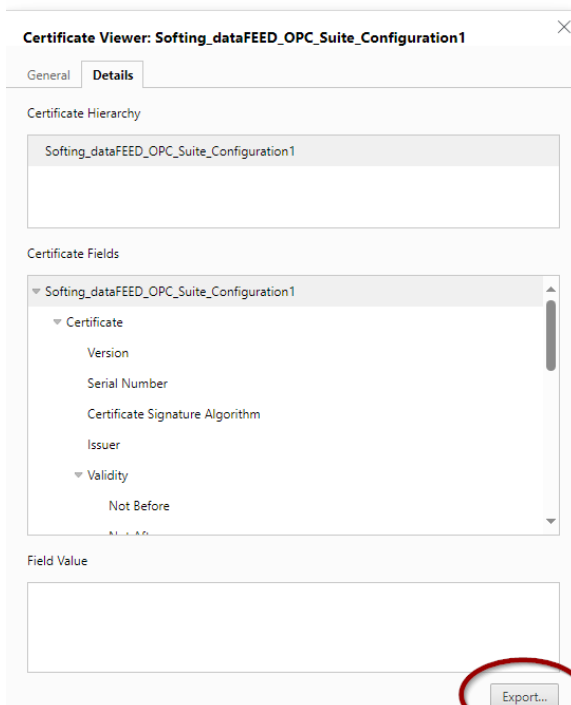 Certificate Viewer: Softing_dataFEED_OPC_Suite_Configuration1
General Details
Certificate Hierarchy
Softing_dataFEED_OPC_Suite_Configuration1
Certificate Fields
Softing_dataFEED_OPC_Suite_Configuration1
Certificate
Version
Serial Number
Certificate Signature Algorithm
Issuer
Validity
Not Before
Field Value
Export...